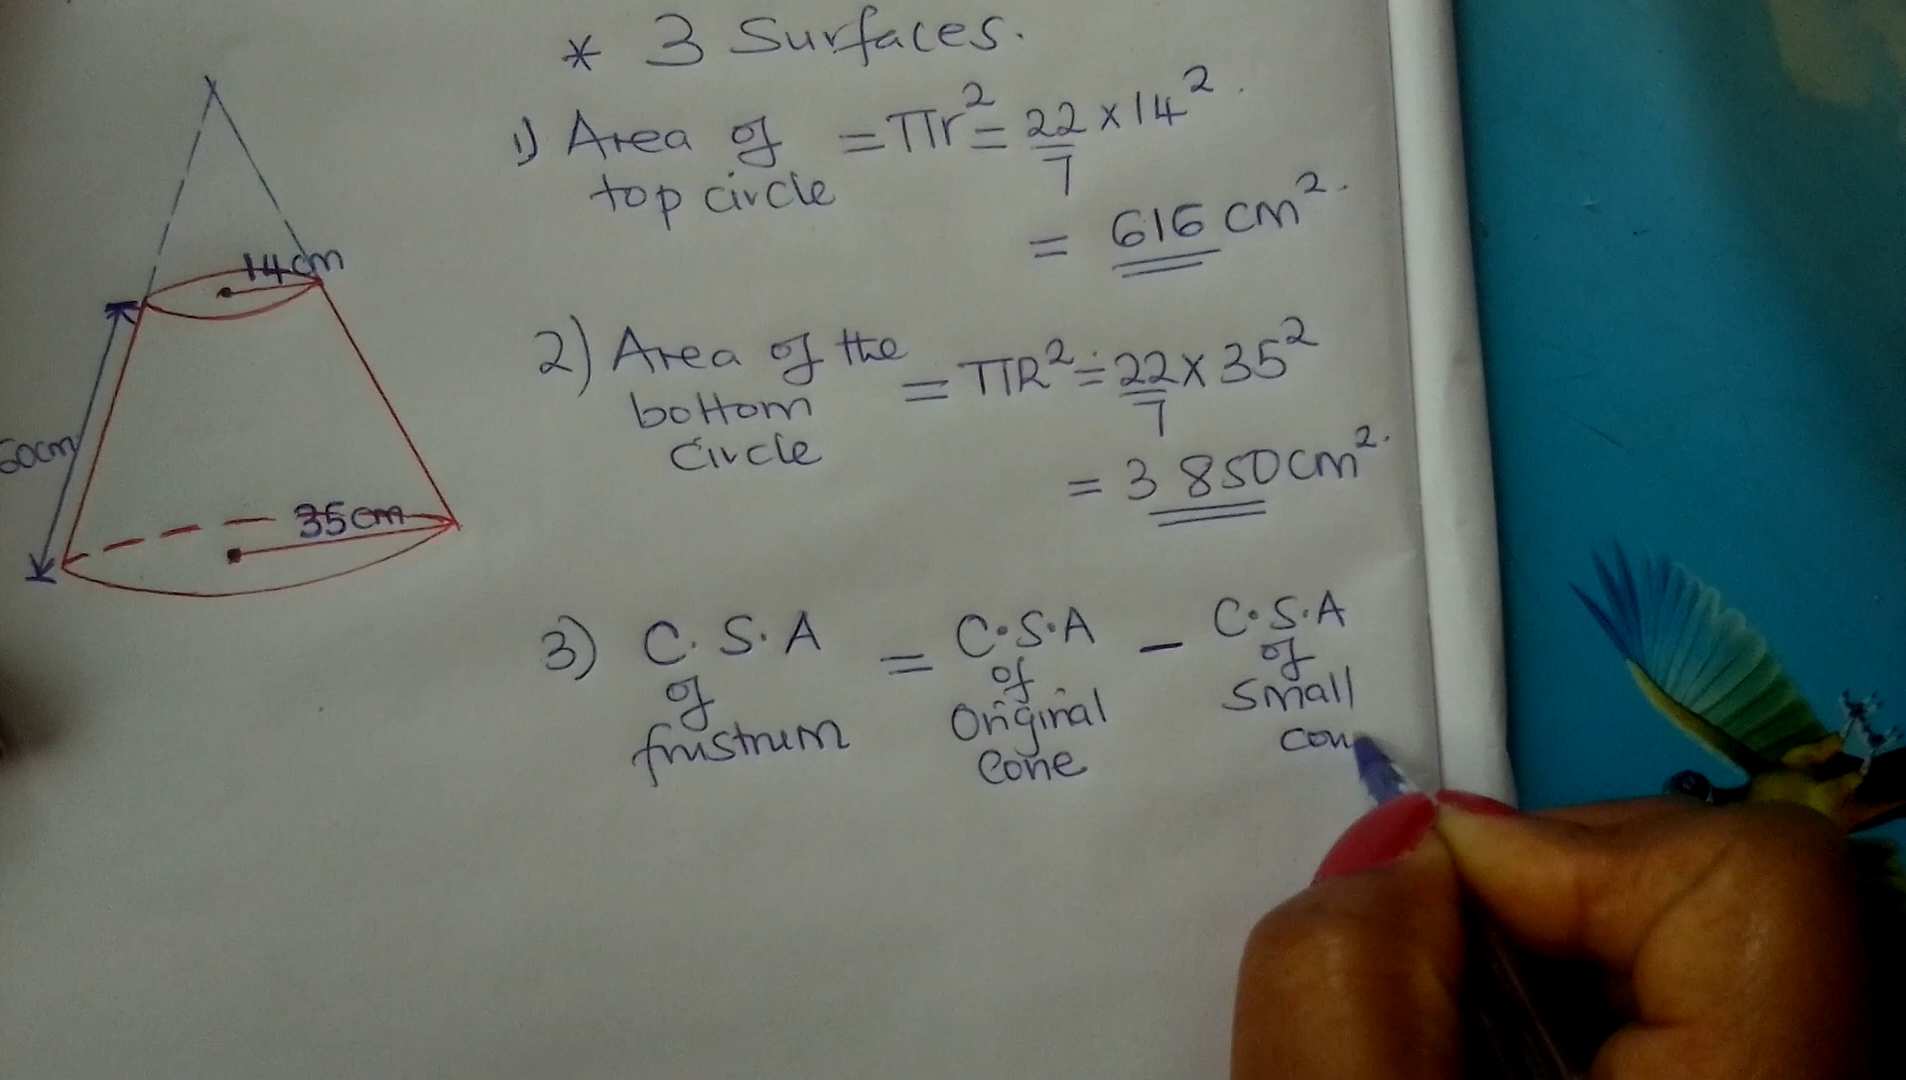 * 3 Surfaces.
1) Area of = πr² = 22/7 × 14².
top circle
= 616 cm².
14cm
2) Area of the = πR² = 22/7 × 35²
bottom
circle
= 3 850 cm².
35cm
3) C.S.A = C.S.A - C.S.A
of of of
frustrum Original Small
Cone con